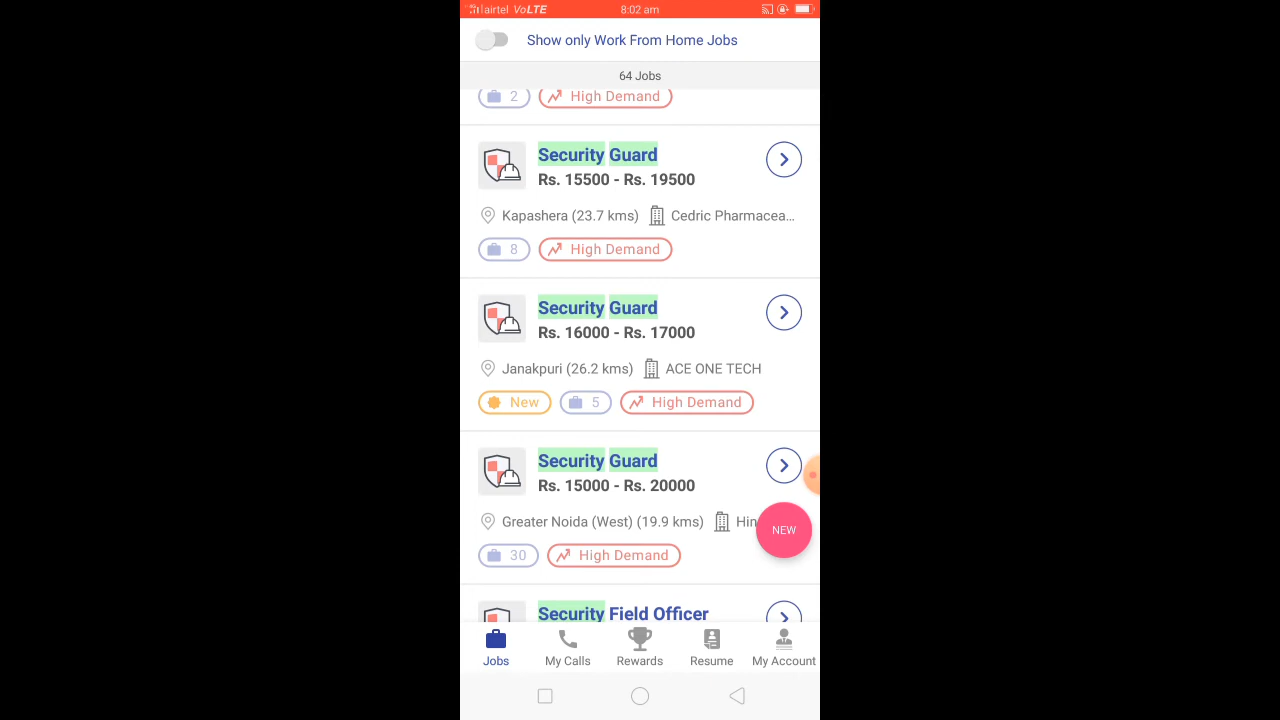 airtel VoLTE 8:02 am
Show only Work From Home Jobs
64 Jobs
2 High Demand
Security Guard
Rs. 15500 - Rs. 19500
Kapashera (23.7 kms) Cedric Pharmacea...
8 High Demand
Security Guard
Rs. 16000 - Rs. 17000
Janakpuri (26.2 kms) ACE ONE TECH
New 5 High Demand
Security Guard
Rs. 15000 - Rs. 20000
Greater Noida (West) (19.9 kms) Hin
NEW
30 High Demand
Security Field Officer
Jobs My Calls Rewards Resume My Account